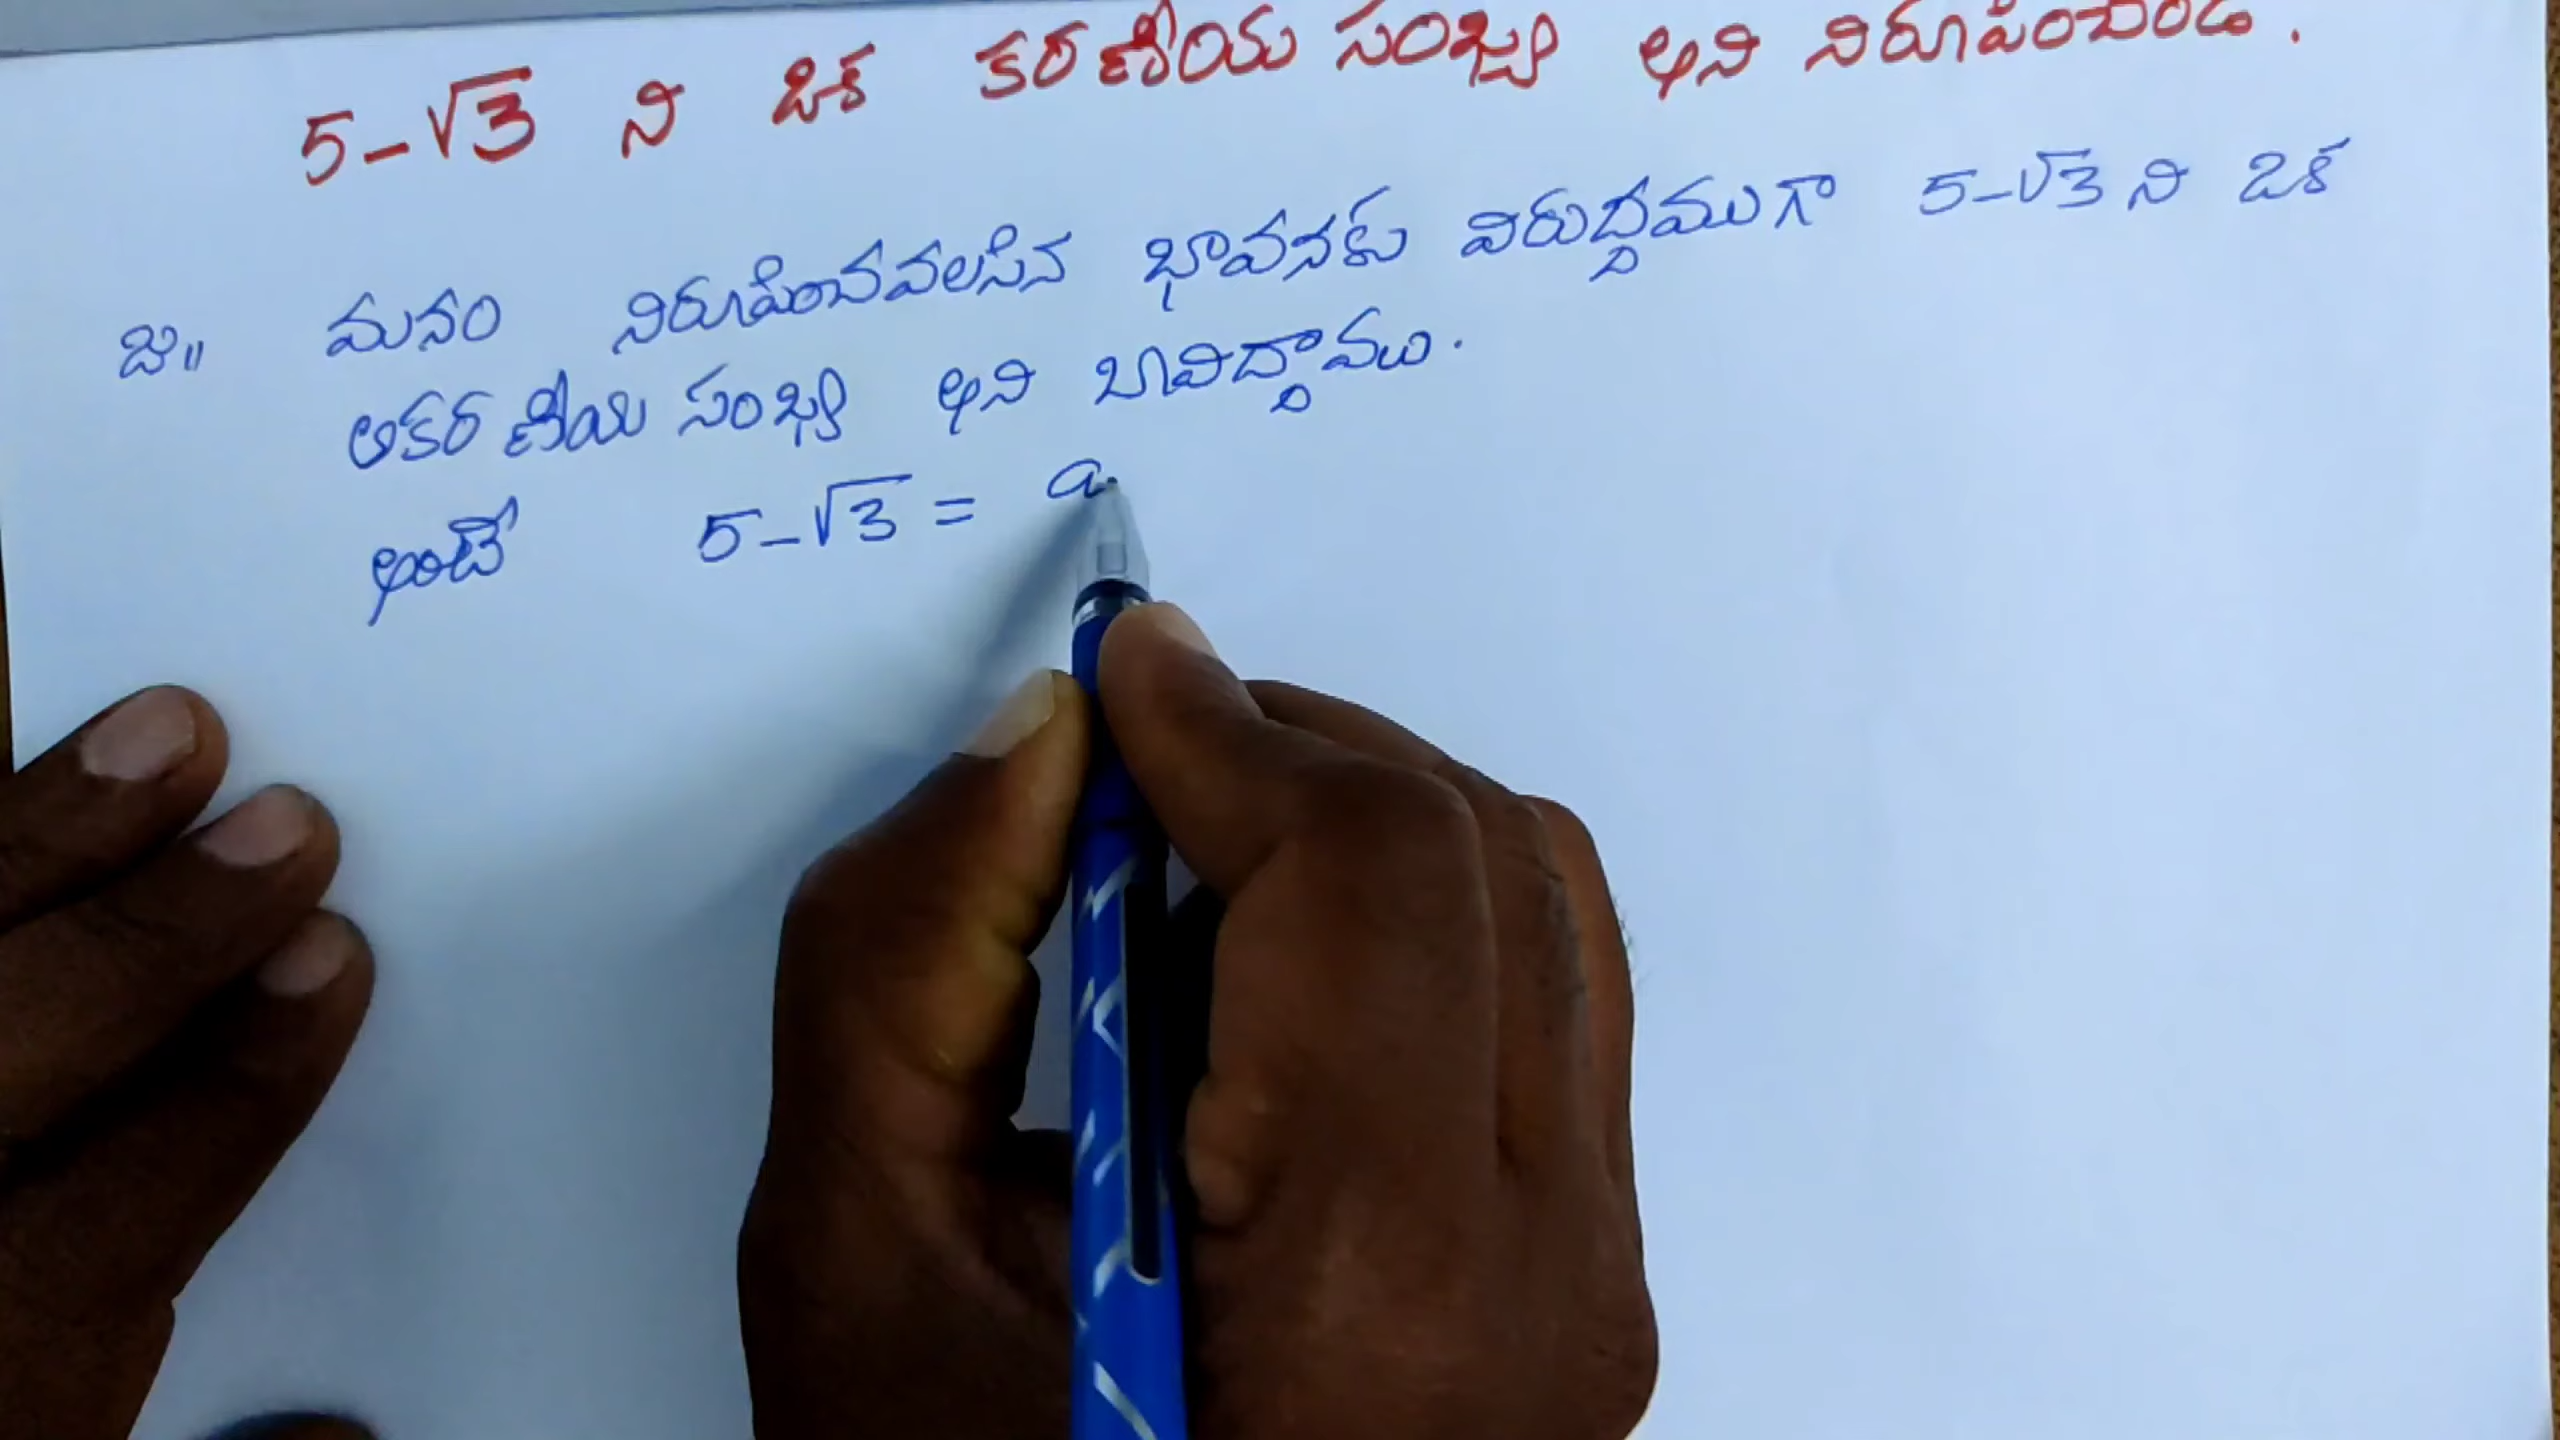 5-√3 ని ఒక కరణీయ సంఖ్య అని నిరూపించండి.
జ॥ మనం నిరూపించవలసిన భావనకు విరుద్ధముగా 5-√3 ని ఒక
అకరణీయ సంఖ్య అని బావిద్దాము.
అంటే 5-√3 = a